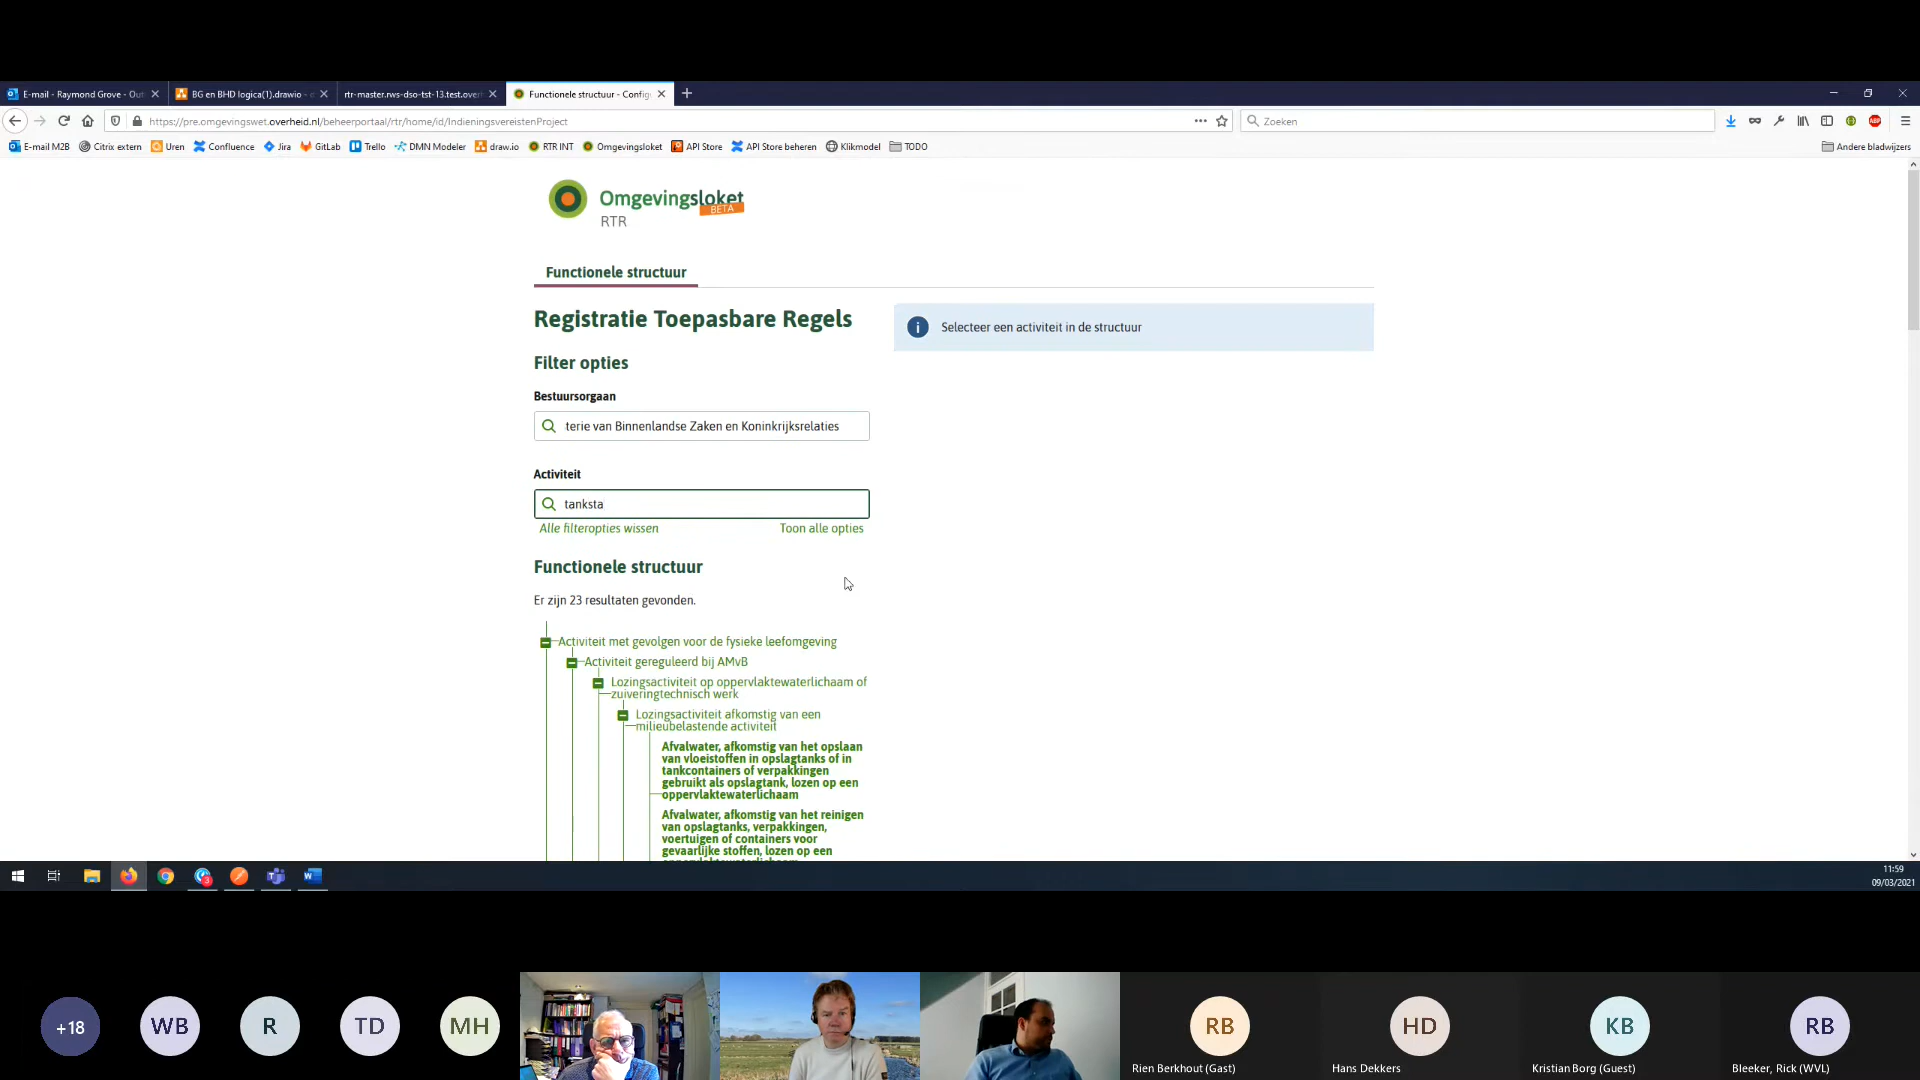 E-mail - Raymond Grove - Out
BG en BHD logica(1).drawio -
rtr-master.rws-dso-tst-13.test.over
Functionele structuur - Config
https://pre.omgevingswet.overheid.nl/beheerportaal/rtr/home/id/IndieningsvereistenProject
Zoeken
E-mail M2B
Citrix extern
Uren
Confluence
Jira
GitLab
Trello
DMN Modeler
draw.io
RTR INT
Omgevingsloket
API Store
API Store beheren
Klikmodel
TODO
Andere bladwijzers
Omgevingsloket
BETA
RTR
Functionele structuur
Registratie Toepasbare Regels
Selecteer een activiteit in de structuur
Filter opties
Bestuursorgaan
terie van Binnenlandse Zaken en Koninkrijksrelaties
Activiteit
tanksta
Alle filteropties wissen
Toon alle opties
Functionele structuur
Er zijn 23 resultaten gevonden.
Activiteit met gevolgen voor de fysieke leefomgeving
Activiteit gereguleerd bij AMvB
Lozingsactiviteit op oppervlaktewaterlichaam of
zuiveringtechnisch werk
Lozingsactiviteit afkomstig van een
milieubelastende activiteit
Afvalwater, afkomstig van het opslaan
van vloeistoffen in opslagtanks of in
tankcontainers of verpakkingen
gebruikt als opslagtank, lozen op een
oppervlaktewaterlichaam
Afvalwater, afkomstig van het reinigen
van opslagtanks, verpakkingen,
voertuigen of containers voor
gevaarlijke stoffen, lozen op een
11:59
09/03/2021
+18
WB
R
TD
MH
RB
Rien Berkhout (Gast)
HD
Hans Dekkers
KB
Kristian Borg (Guest)
RB
Bleeker, Rick (WVL)